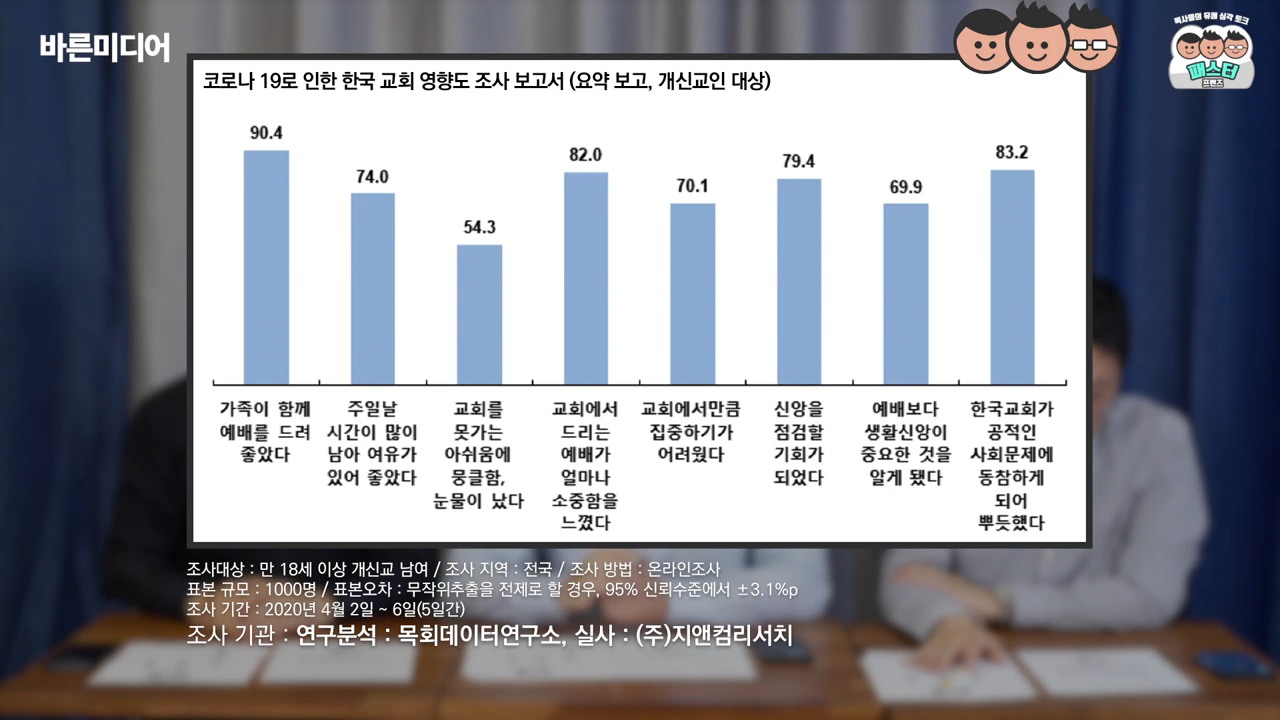 바른미디어
목사들의 유쾌 심각 토크
패스터
프렌즈
코로나 19로 인한 한국 교회 영향도 조사 보고서 (요약 보고, 개신교인 대상)
90.4
74.0
54.3
82.0
70.1
79.4
69.9
83.2
가족이 함께
예배를 드려
좋았다
주일날
시간이 많이
남아 여유가
있어 좋았다
교회를
못가는
아쉬움에
뭉클함,
눈물이 났다
교회에서
드리는
예배가
얼마나
소중함을
느꼈다
교회에서만큼
집중하기가
어려웠다
신앙을
점검할
기회가
되었다
예배보다
생활신앙이
중요한 것을
알게 됐다
한국교회가
공적인
사회문제에
동참하게
되어
뿌듯했다
조사대상 : 만 18세 이상 개신교 남여 / 조사 지역 : 전국 / 조사 방법 : 온라인조사
표본 규모 : 1000명 / 표본오차 : 무작위추출을 전제로 할 경우, 95% 신뢰수준에서 ±3.1%p
조사 기간 : 2020년 4월 2일 ~ 6일(5일간)
조사 기관 : 연구분석 : 목회데이터연구소, 실사 : (주)지앤컴리서치